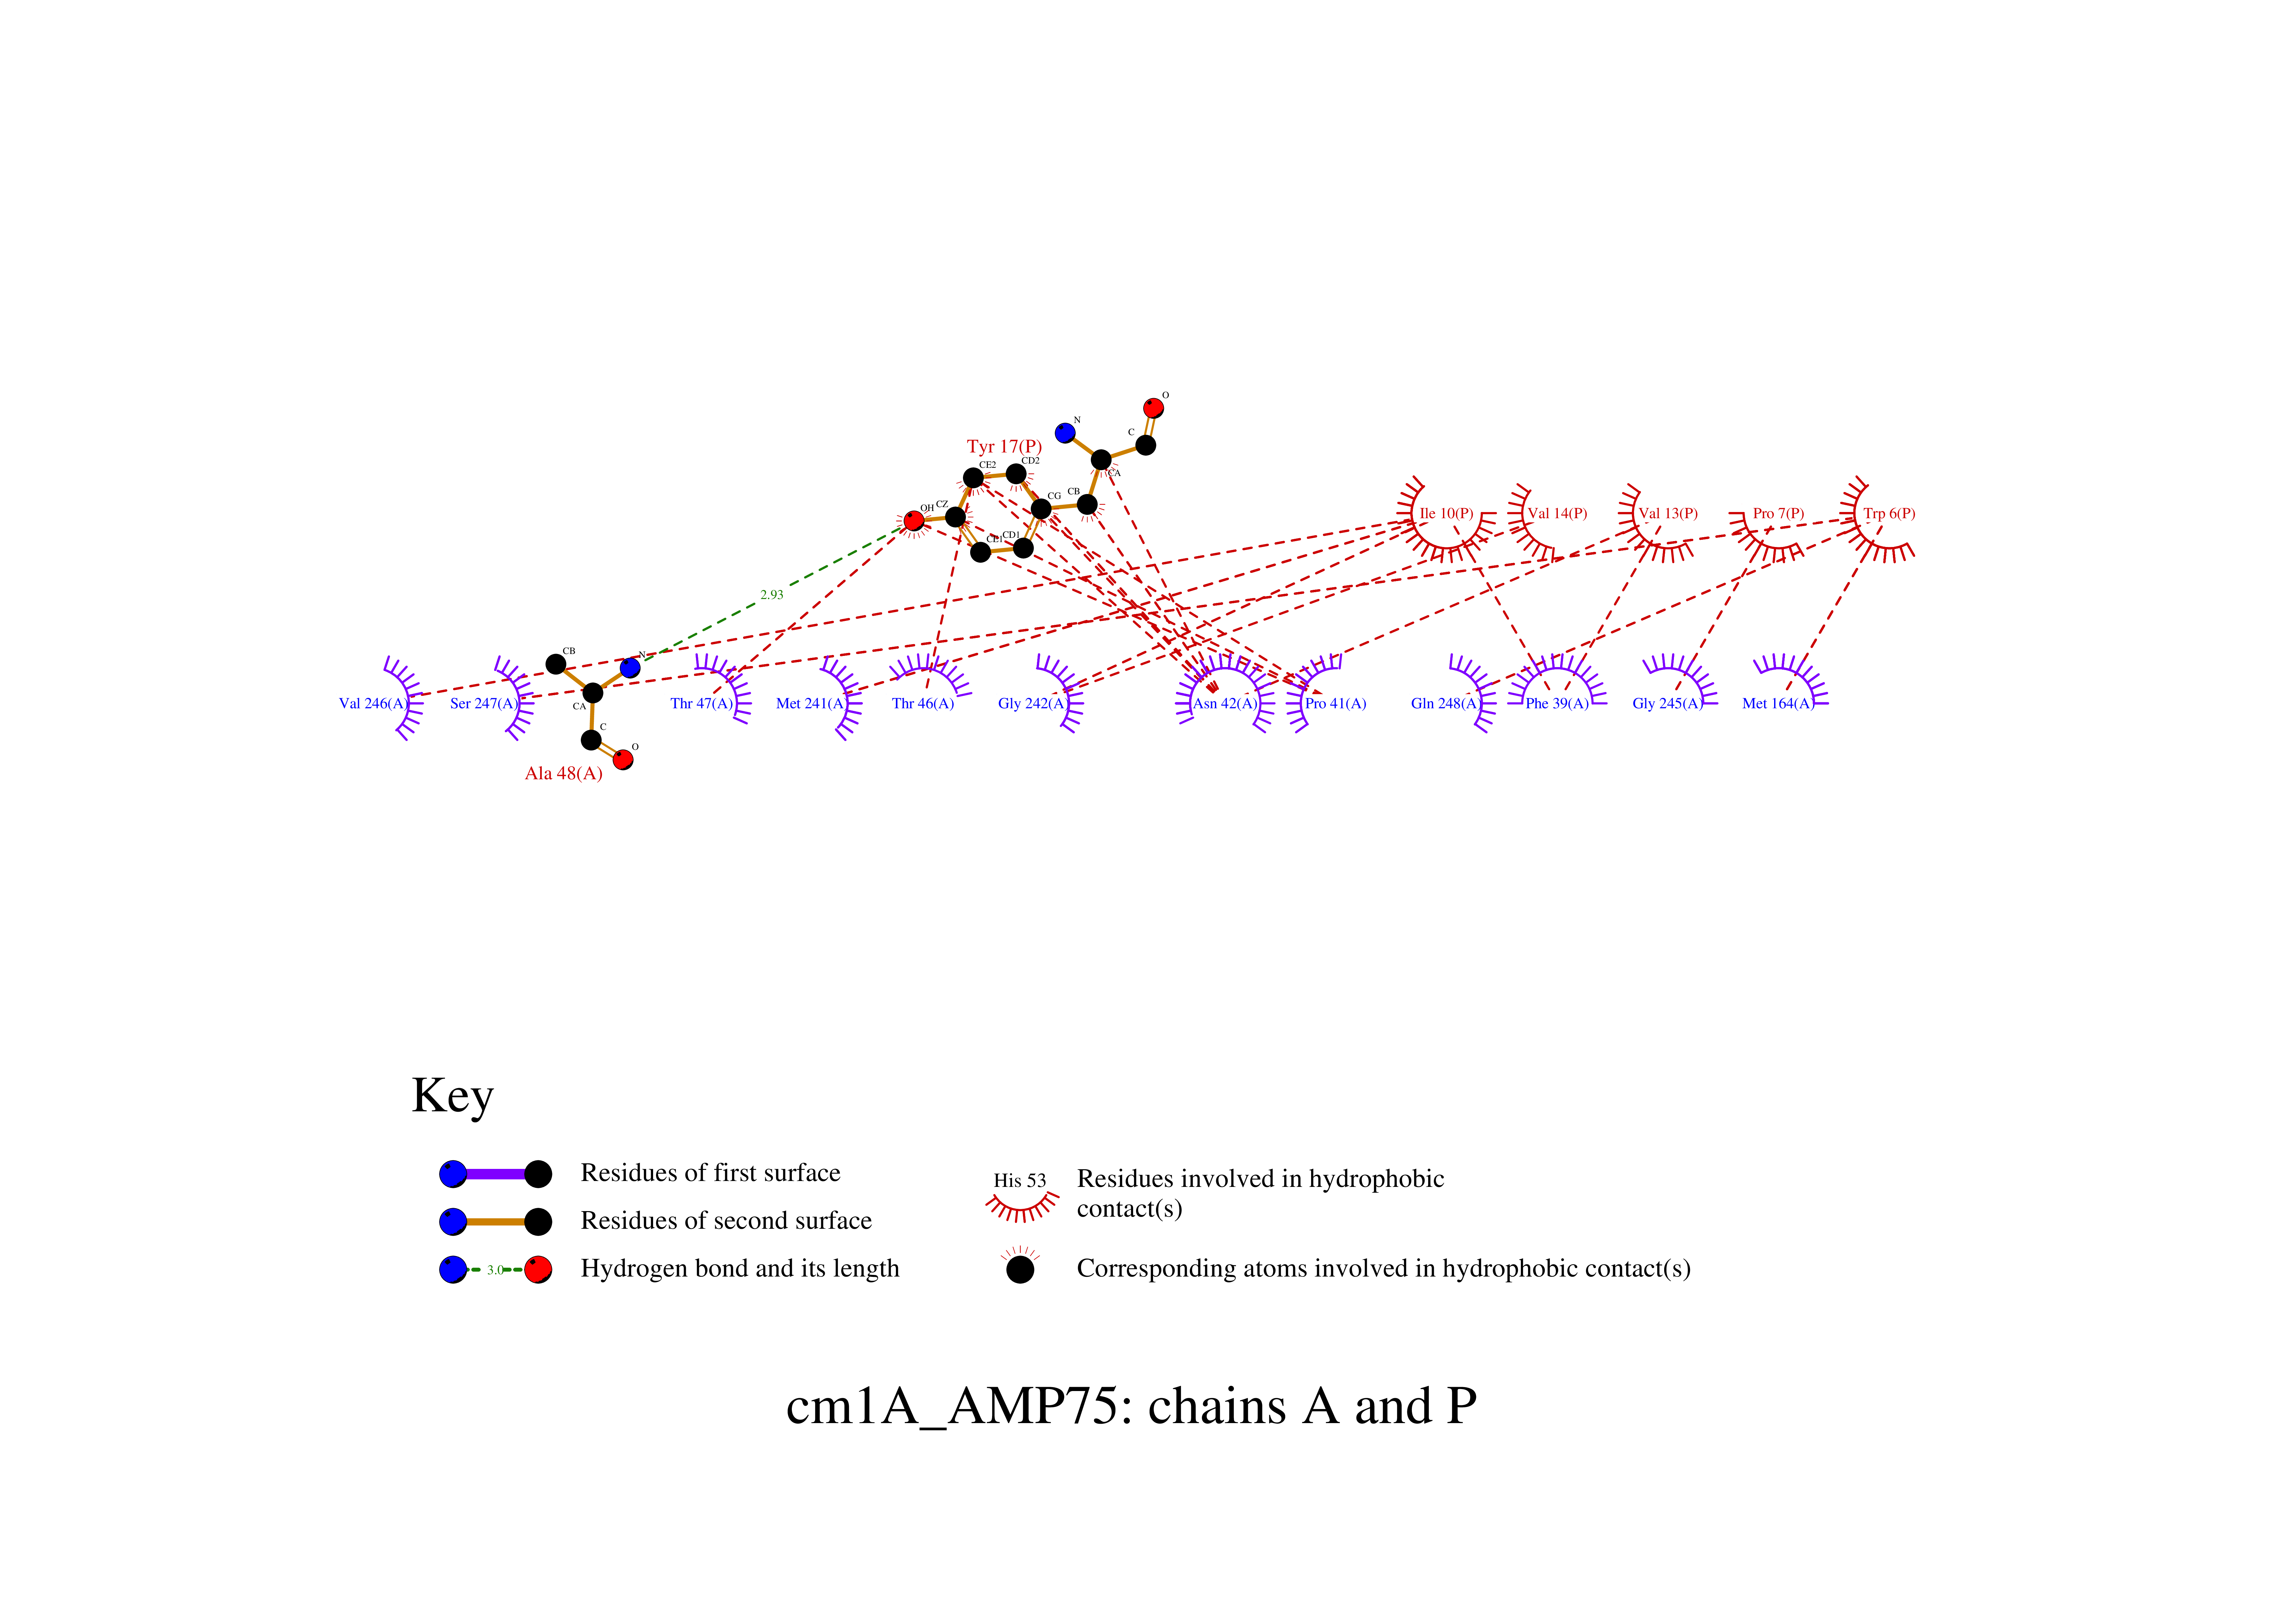 O
N
C
Tyr 17(P)
CE2
CD2
CA
CG
CB
OH
CZ
CE1
CD1
Ile 10(P)
Val 14(P)
Val 13(P)
Pro 7(P)
Trp 6(P)
2.93
CB
N
Val 246(A)
Ser 247(A)
CA
Thr 47(A)
Met 241(A)
Thr 46(A)
Gly 242(A)
Asn 42(A)
Pro 41(A)
Gln 248(A)
Phe 39(A)
Gly 245(A)
Met 164(A)
C
O
Ala 48(A)
Key
Residues of first surface
Residues of second surface
3.0
Hydrogen bond and its length
His 53
Residues involved in hydrophobic
contact(s)
Corresponding atoms involved in hydrophobic contact(s)
cm1A_AMP75: chains A and P